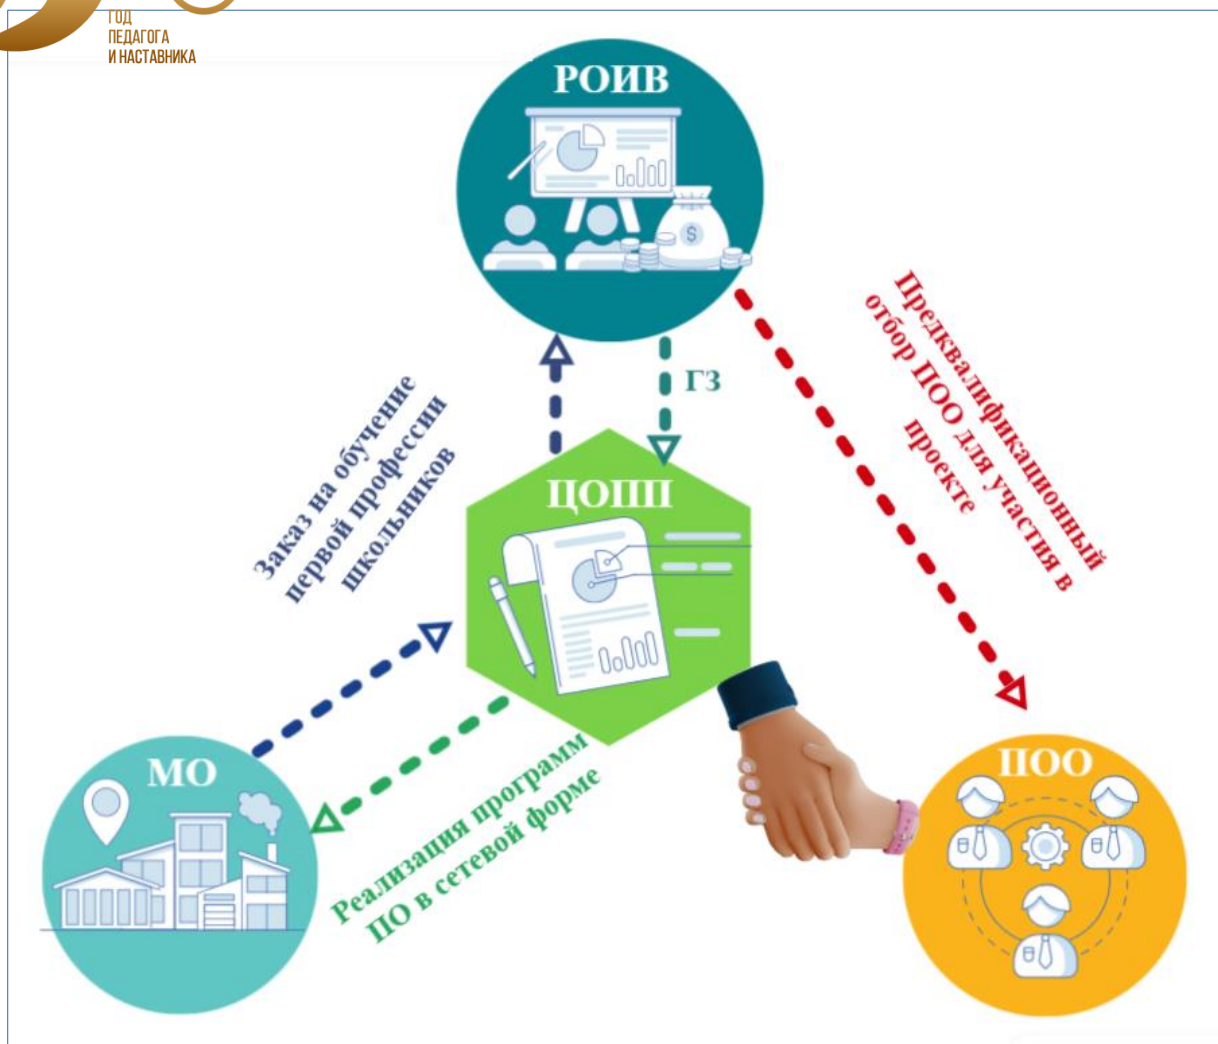 ГОД
ПЕДАГОГА
И НАСТАВНИКА
РОИВ
$
ГЗ
Предквалификационный
отбор ПОО для участия в
проекте
Заказ на обучение
первой профессии
школьников
ЦОПП
МО
Реализация программ
ПО в сетевой форме
ПОО